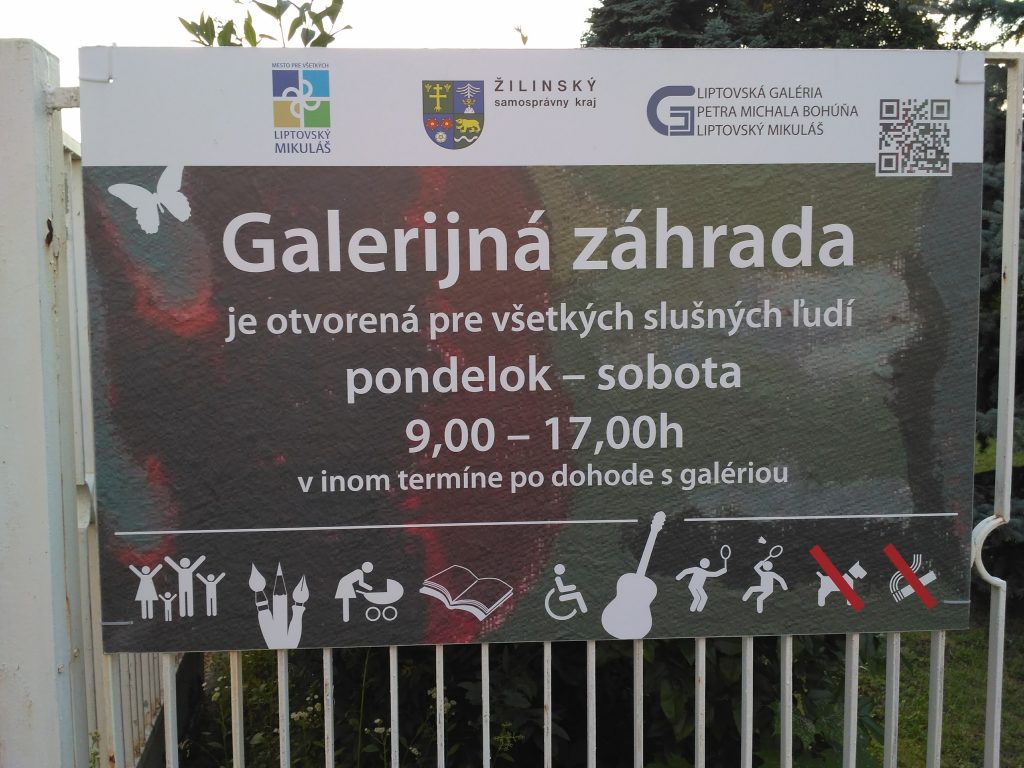 MESTO PRE VŠETKÝCH
LIPTOVSKÝ
MIKULÁŠ
ŽILINSKÝ
samosprávny kraj
LIPTOVSKÁ GALÉRIA
PETRA MICHALA BOHÚŇA
LIPTOVSKÝ MIKULÁŠ
Galerijná záhrada
je otvorená pre všetkých slušných ľudí
pondelok – sobota
9,00 – 17,00h
v inom termíne po dohode s galériou